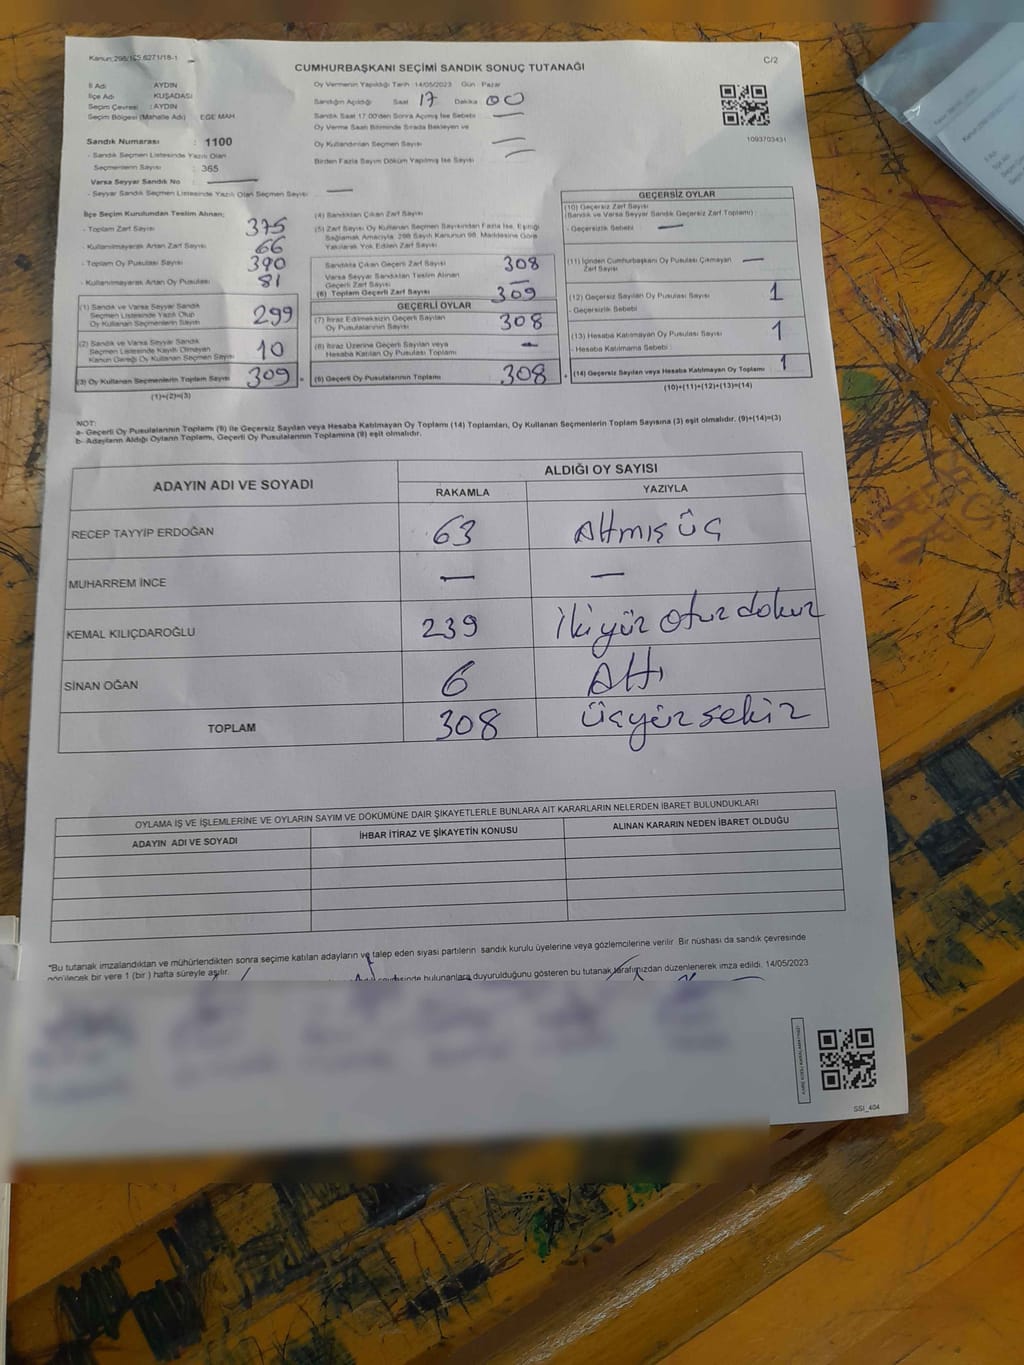 Kanun:298/105,6271/18-1
C/2
CUMHURBAŞKANI SEÇİMİ SANDIK SONUÇ TUTANAĞI
İl Adı : AYDIN
İlçe Adı : KUŞADASI
Seçim Çevresi : AYDIN
Seçim Bölgesi (Mahalle Adı) : EGE MAH.
Oy Vermenin Yapıldığı Tarih :14/05/2023 Gün : Pazar
Sandığın Açıldığı Saat 17 Dakika 00
Sandık Saat 17.00'den Sonra Açılmış İse Sebebi —
Oy Verme Saati Bitiminde Sırada Bekleyen ve
Oy Kullandırılan Seçmen Sayısı —
Birden Fazla Sayım Döküm Yapılmış İse Sayısı —
1093703431
Sandık Numarası : 1100
- Sandık Seçmen Listesinde Yazılı Olan
Seçmenlerin Sayısı : 365
Varsa Seyyar Sandık No —
- Seyyar Sandık Seçmen Listesinde Yazılı Olan Seçmen Sayısı —
İlçe Seçim Kurulundan Teslim Alınan;
- Toplam Zarf Sayısı 375
- Kullanılmayarak Artan Zarf Sayısı 66
- Toplam Oy Pusulası Sayısı 390
- Kullanılmayarak Artan Oy Pusulası 81
(1) Sandık ve Varsa Seyyar Sandık
Seçmen Listesinde Yazılı Olup
Oy Kullanan Seçmenlerin Sayısı 299
(2) Sandık ve Varsa Seyyar Sandık
Seçmen Listesinde Kayıtlı Olmayan
Kanun Gereği Oy Kullanan Seçmen Sayısı 10
(3) Oy Kullanan Seçmenlerin Toplam Sayısı 309
(1)+(2)=(3)
(4) Sandıktan Çıkan Zarf Sayısı
(5) Zarf Sayısı Oy Kullanan Seçmen Sayısından Fazla İse, Eşitliği
Sağlamak Amacıyla, 298 Sayılı Kanunun 98. Maddesine Göre
Yakılarak Yok Edilen Zarf Sayısı
Sandıkta Çıkan Geçerli Zarf Sayısı 308
Varsa Seyyar Sandıktan Teslim Alınan
Geçerli Zarf Sayısı —
(6) Toplam Geçerli Zarf Sayısı 309
GEÇERLİ OYLAR
(7) İtiraz Edilmeksizin Geçerli Sayılan
Oy Pusulalarının Sayısı 308
(8) İtiraz Üzerine Geçerli Sayılan veya
Hesaba Katılan Oy Pusulası Toplamı —
(9) Geçerli Oy Pusulalarının Toplamı 308
GEÇERSİZ OYLAR
(10) Geçersiz Zarf Sayısı
(Sandık ve Varsa Seyyar Sandık Geçersiz Zarf Toplamı) :
- Geçersizlik Sebebi : —
(11) İçinden Cumhurbaşkanı Oy Pusulası Çıkmayan
Zarf Sayısı —
(12) Geçersiz Sayılan Oy Pusulası Sayısı 1
- Geçersizlik Sebebi :
(13) Hesaba Katılmayan Oy Pusulası Sayısı 1
- Hesaba Katılmama Sebebi :
(14) Geçersiz Sayılan veya Hesaba Katılmayan Oy Toplamı 1
(10)+(11)+(12)+(13)=(14)
NOT:
a- Geçerli Oy Pusulalarının Toplamı (9) ile Geçersiz Sayılan veya Hesaba Katılmayan Oy Toplamı (14) Toplamları, Oy Kullanan Seçmenlerin Toplam Sayısına (3) eşit olmalıdır. (9)+(14)=(3)
b- Adayların Aldığı Oyların Toplamı, Geçerli Oy Pusulalarının Toplamına (9) eşit olmalıdır.
ADAYIN ADI VE SOYADI
ALDIĞI OY SAYISI
RAKAMLA YAZIYLA
RECEP TAYYİP ERDOĞAN 63 Altmış üç
MUHARREM İNCE — —
KEMAL KILIÇDAROĞLU 239 İkiyüz otuz dokuz
SİNAN OĞAN 6 Altı
TOPLAM 308 üçyüz sekiz
OYLAMA İŞ VE İŞLEMLERİNE VE OYLARIN SAYIM VE DÖKÜMÜNE DAİR ŞİKAYETLERLE BUNLARA AİT KARARLARIN NELERDEN İBARET BULUNDUKLARI
ADAYIN ADI VE SOYADI İHBAR İTİRAZ VE ŞİKAYETİN KONUSU ALINAN KARARIN NEDEN İBARET OLDUĞU
*Bu tutanak imzalandıktan ve mühürlendikten sonra seçime katılan adayların ve talep eden siyasi partilerin sandık kurulu üyelerine veya gözlemcilerine verilir. Bir nüshası da sandık çevresinde
görülecek bir yere 1 (bir ) hafta süreyle asılır. bulunanlara duyurulduğunu gösteren bu tutanak tarafımızdan düzenlenerek imza edildi. 14/05/2023
SSI_404